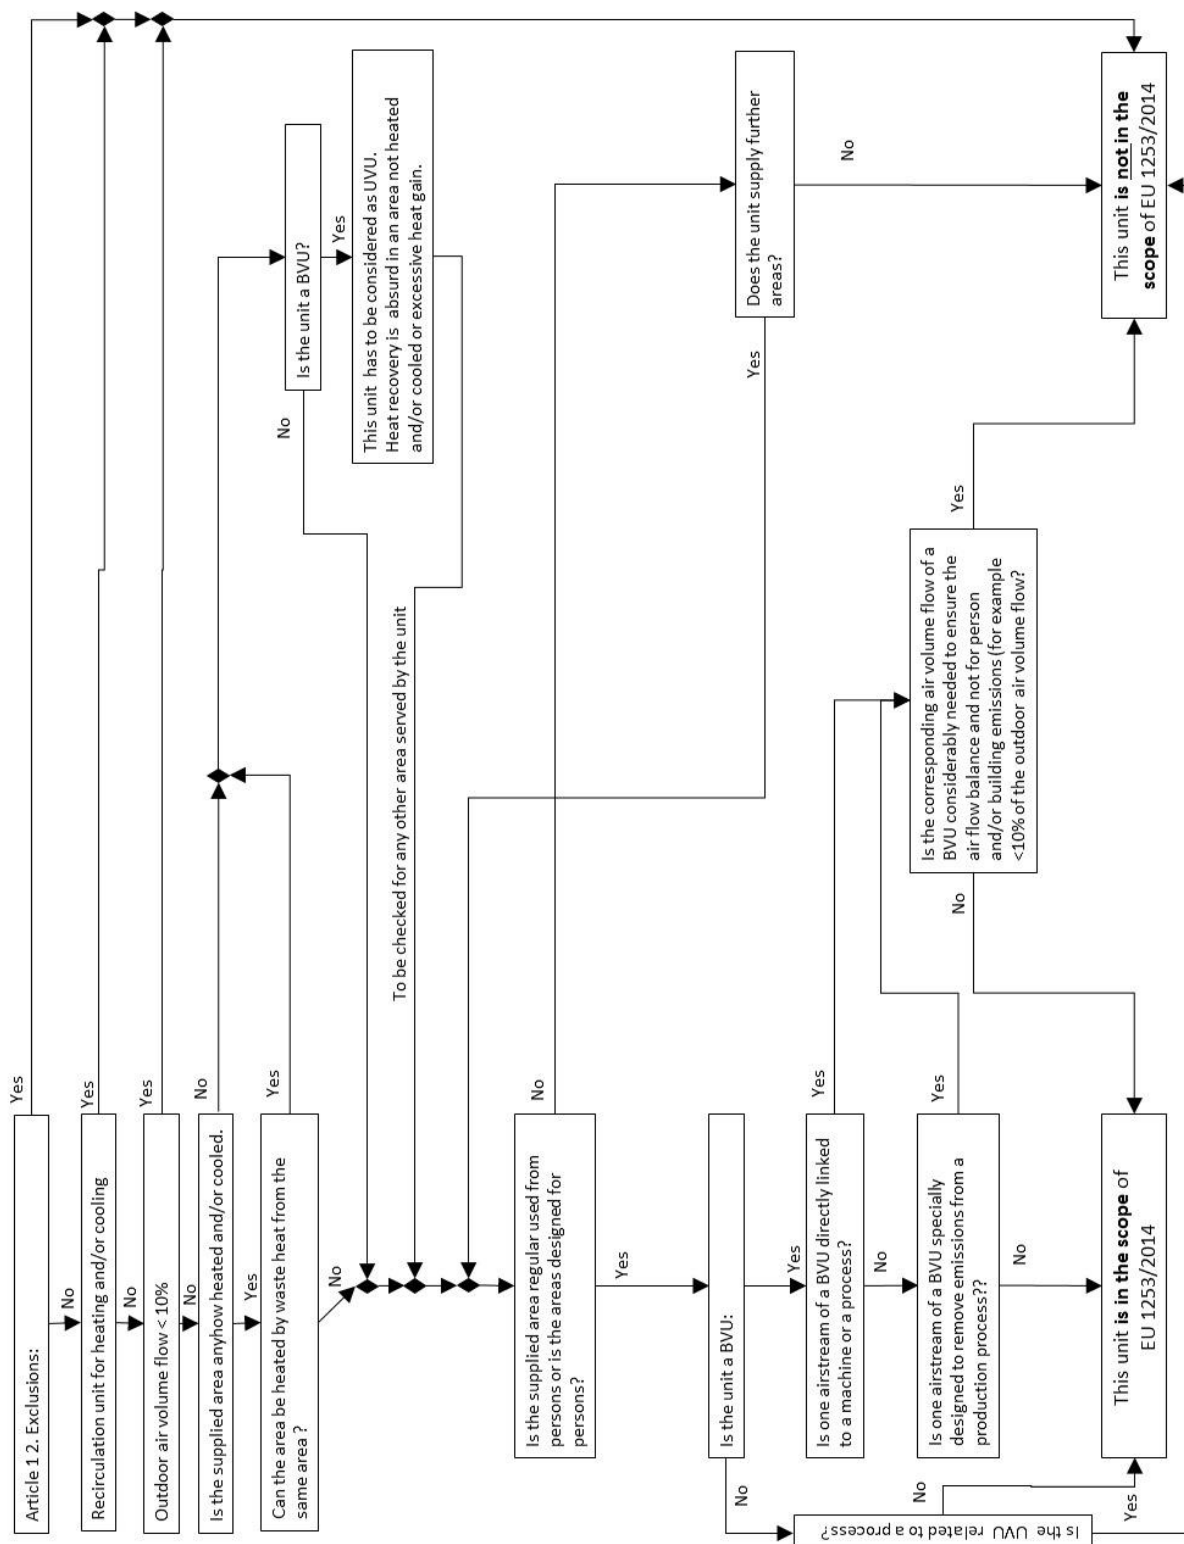 Article 1 2. Exclusions:
Yes
No
Recirculation unit for heating and/or cooling
Yes
No
Outdoor air volume flow < 10%
Yes
No
Is the supplied area anyhow heated and/or cooled.
No
Yes
Can the area be heated by waste heat from the
same area ?
Yes
No
Is the unit a BVU?
No
Yes
This unit has to be considered as UVU.
Heat recovery is absurd in an area not heated
and/or cooled or excessive heat gain.
To be checked for any other area served by the unit
Is the supplied area regular used from
persons or is the areas designed for
persons?
No
Yes
Does the unit supply further
areas?
Yes
No
Is the unit a BVU:
No
Yes
Is one airstream of a BVU directly linked
to a machine or a process?
Yes
No
Is one airstream of a BVU specially
designed to remove emissions from a
production process??
Yes
No
Is the corresponding air volume flow of a
BVU considerably needed to ensure the
air flow balance and not for person
and/or building emissions (for example
<10% of the outdoor air volume flow?
No
Yes
Is the UVU related to a process?
No
Yes
This unit is in the scope of
EU 1253/2014
This unit is not in the
scope of EU 1253/2014